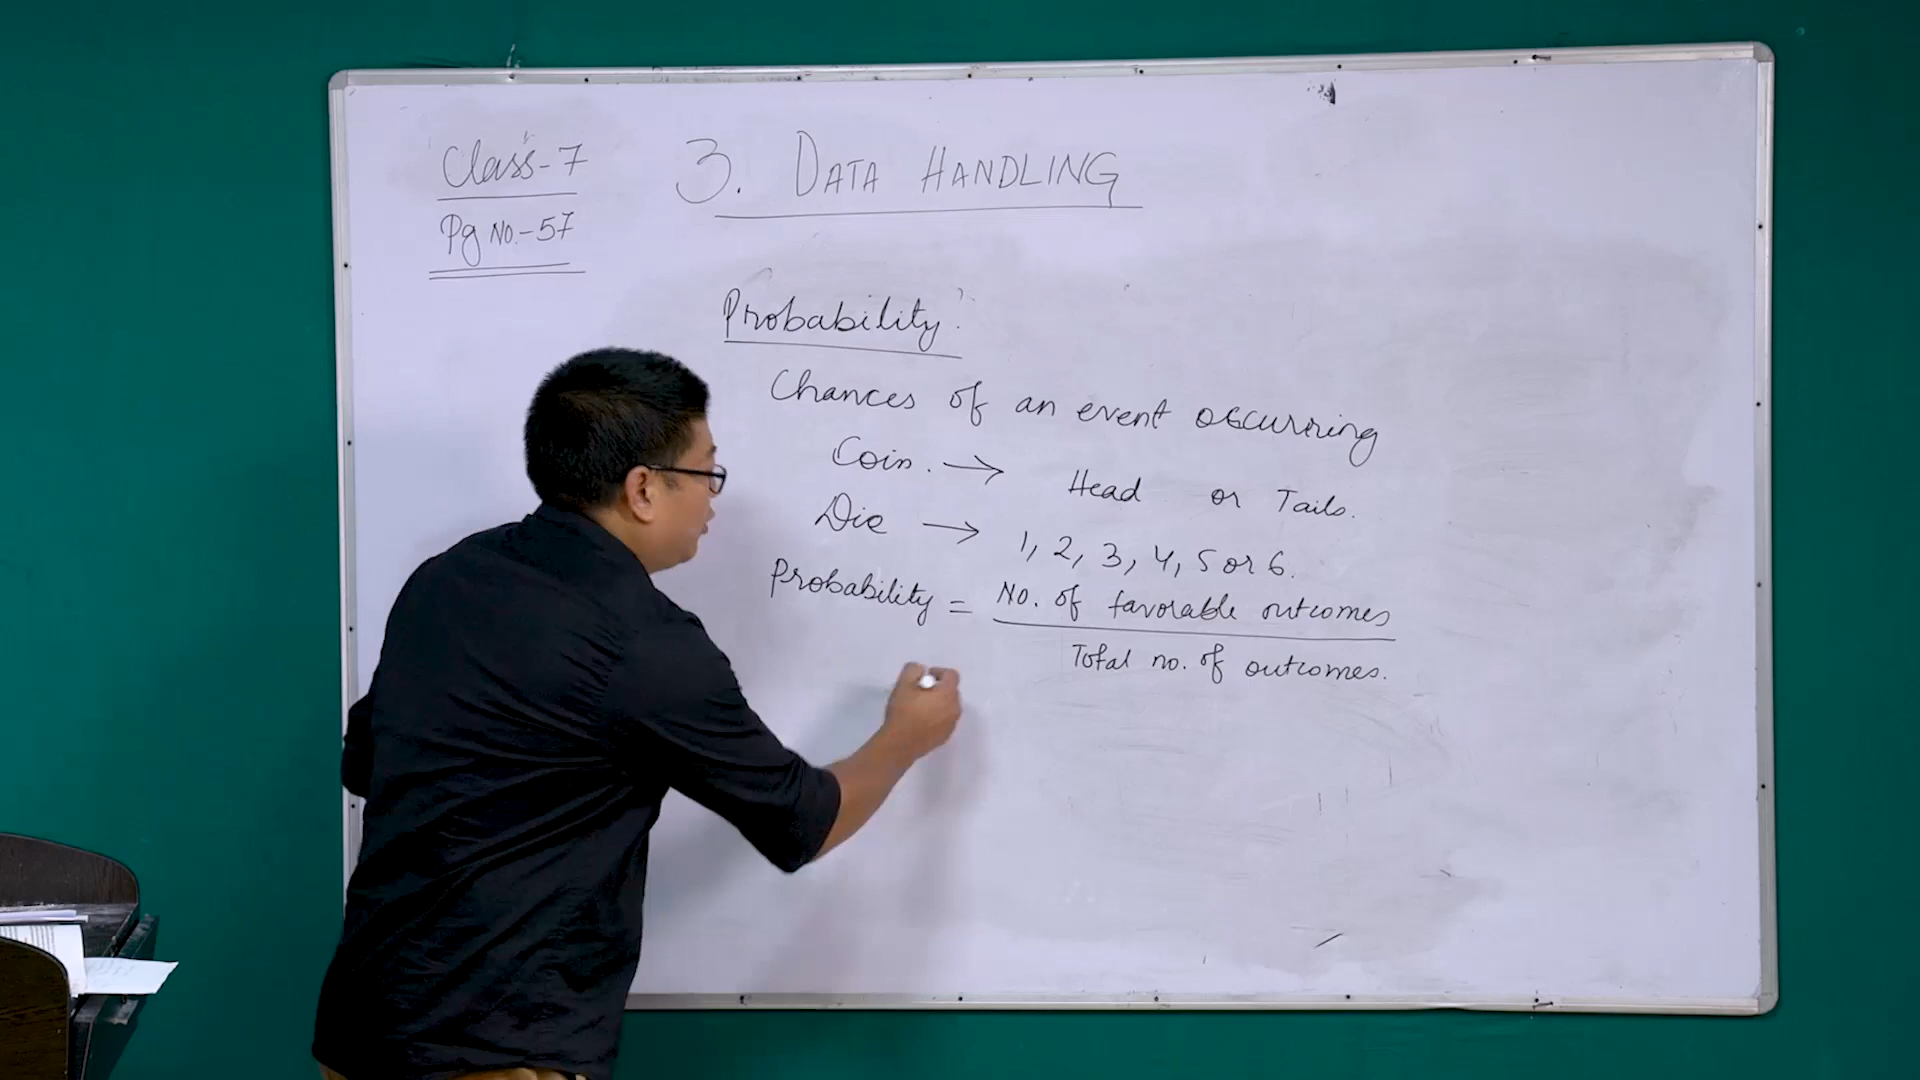 Class-7
Pg No.-57
3. DATA HANDLING
Probability:
Chances of an event occurring
Coin. → Head or Tails.
Die → 1, 2, 3, 4, 5 or 6.
Probability = No. of favorable outcomes
Total no. of outcomes.